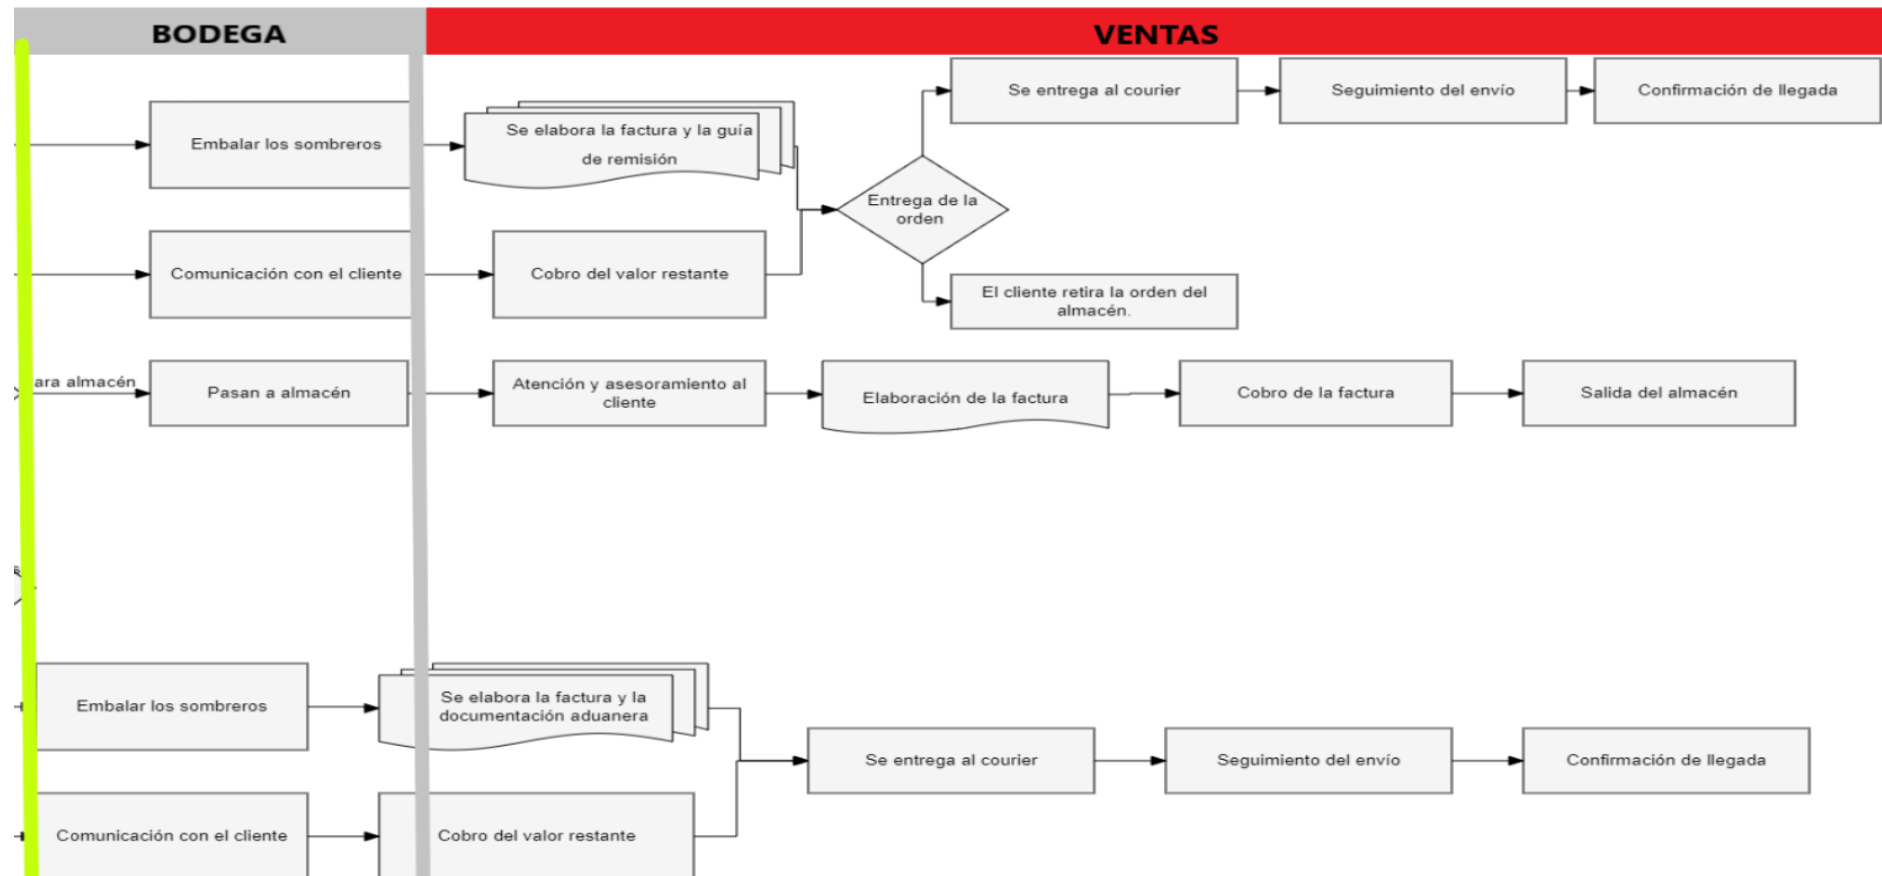 BODEGA
VENTAS
Se entrega al courier
Seguimiento del envío
Confirmación de llegada
Embalar los sombreros
Se elabora la factura y la guía
de remisión
Entrega de la
orden
Comunicación con el cliente
Cobro del valor restante
El cliente retira la orden del
almacén.
ara almacén
Pasan a almacén
Atención y asesoramiento al
cliente
Elaboración de la factura
Cobro de la factura
Salida del almacén
Embalar los sombreros
Se elabora la factura y la
documentación aduanera
Se entrega al courier
Seguimiento del envío
Confirmación de llegada
Comunicación con el cliente
Cobro del valor restante